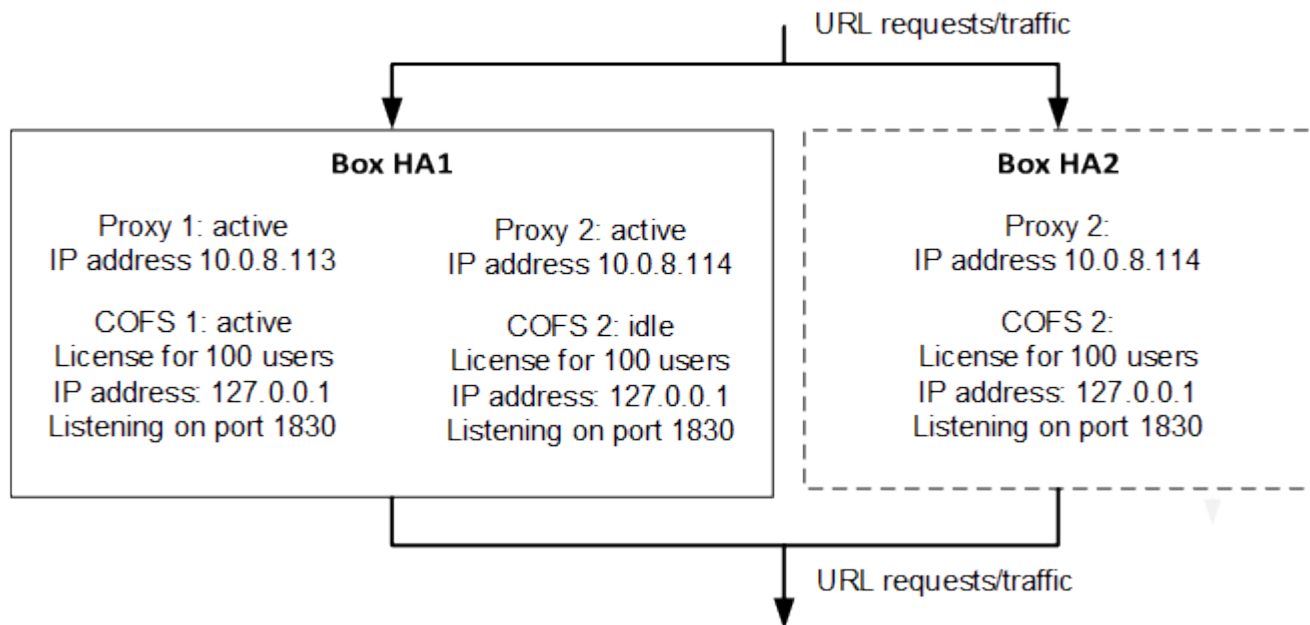 URL requests/traffic
Box HA1
Proxy 1: active
IP address 10.0.8.113
COFS 1: active
License for 100 users
IP address: 127.0.0.1
Listening on port 1830
Proxy 2: active
IP address 10.0.8.114
COFS 2: idle
License for 100 users
IP address: 127.0.0.1
Listening on port 1830
Box HA2
Proxy 2:
IP address 10.0.8.114
COFS 2:
License for 100 users
IP address: 127.0.0.1
Listening on port 1830
URL requests/traffic